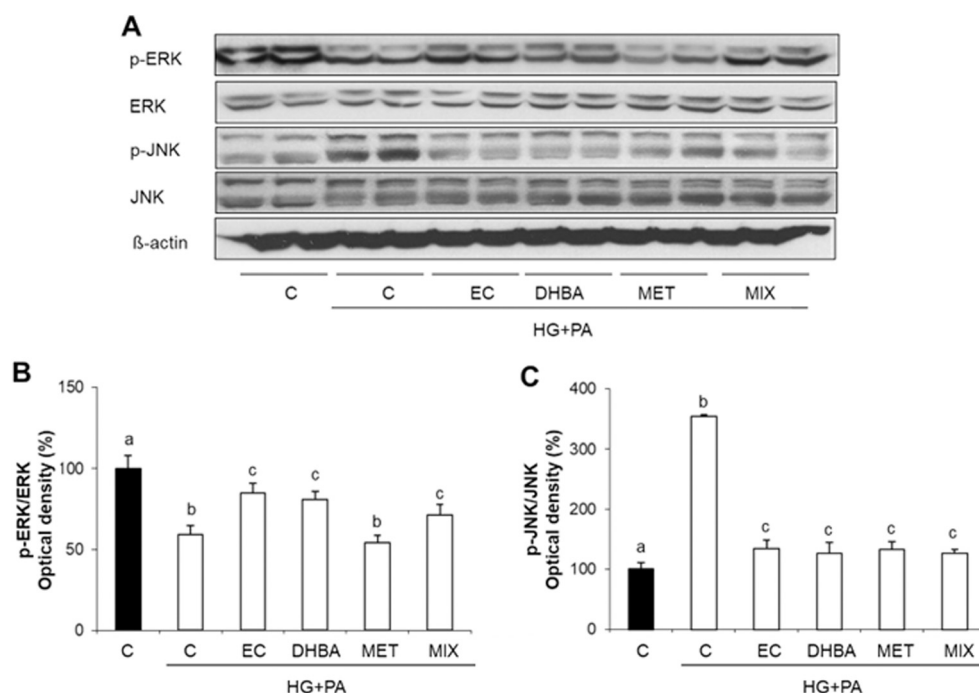 A
p-ERK
ERK
p-JNK
JNK
ß-actin
C C EC DHBA MET MIX
HG+PA
B
p-ERK/ERK
Optical density (%)
150
100
50
0
a
b
c
c
b
c
C C EC DHBA MET MIX
HG+PA
C
p-JNK/JNK
Optical density (%)
400
300
200
100
0
a
b
c
c
c
c
C C EC DHBA MET MIX
HG+PA